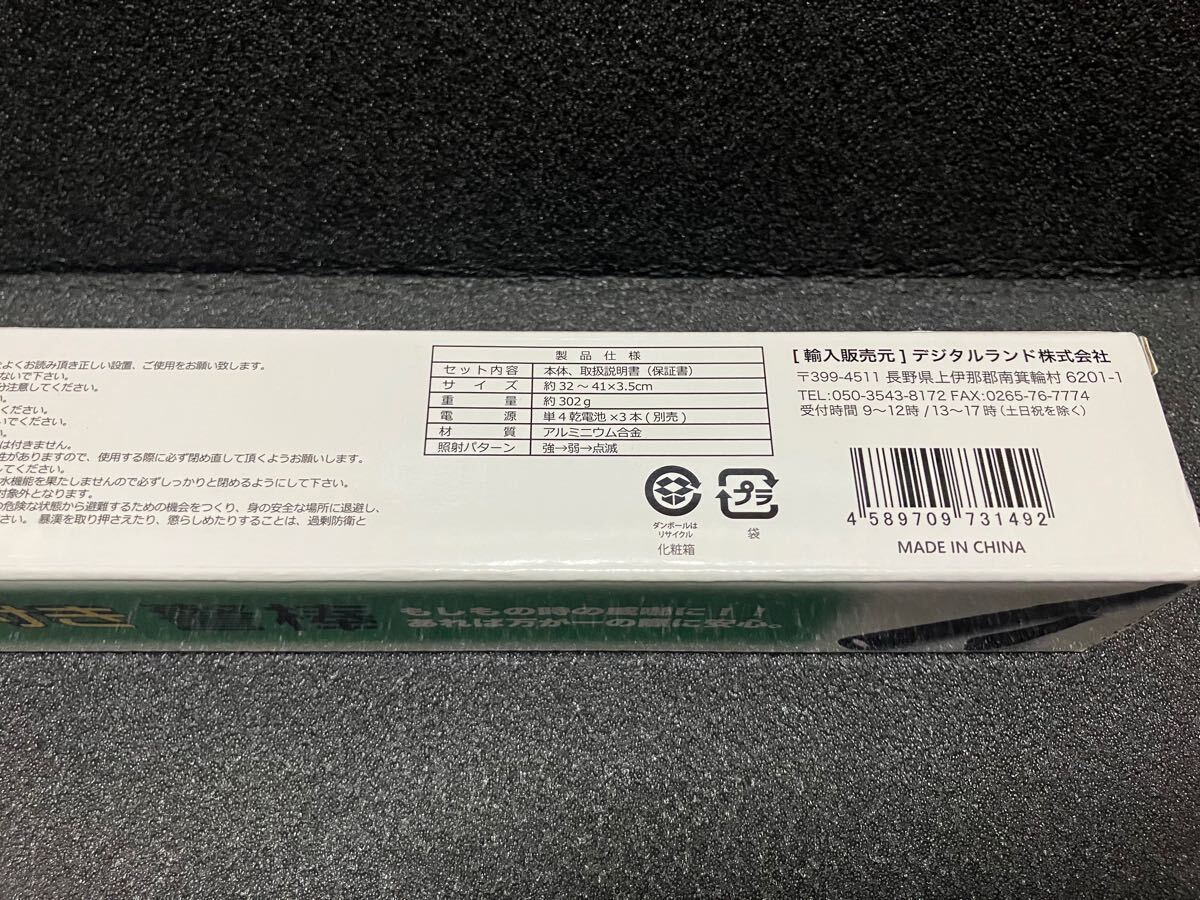 よくお読み頂き正しい設置、ご使用をお願い致します。
ないで下さい。
分注意してください。
い。
ください。
いでください。
い。
は付きません。
性がありますので、使用する際に必ず閉め直して頂くようお願いします。
してください。
水機能を果たしませんので必ずしっかりと閉めるようにして下さい。
対象外となります。
の危険な状態から避難するための機会をつくり、身の安全な場所に退避し、
さい。 暴漢を取り押さえたり、懲らしめたりすることは、過剰防衛と
製品仕様
セット内容 本体、取扱説明書（保証書）
サイズ 約 32 ～ 41×3.5cm
重量 約 302ｇ
電源 単４乾電池 ×３本 ( 別売 )
材質 アルミニウム合金
照射パターン 強→弱→点滅
ダンボールは
リサイクル
化粧箱
プラ
袋
[ 輸入販売元 ] デジタルランド株式会社
〒399-4511 長野県上伊那郡南箕輪村 6201-1
TEL:050-3543-8172 FAX:0265-76-7774
受付時間 9～12時 / 13～17時 (土日祝を除く)
4 589709 731492
MADE IN CHINA
付き 警棒
もしもの時の護衛に！！
あれば万が一の際に安心。